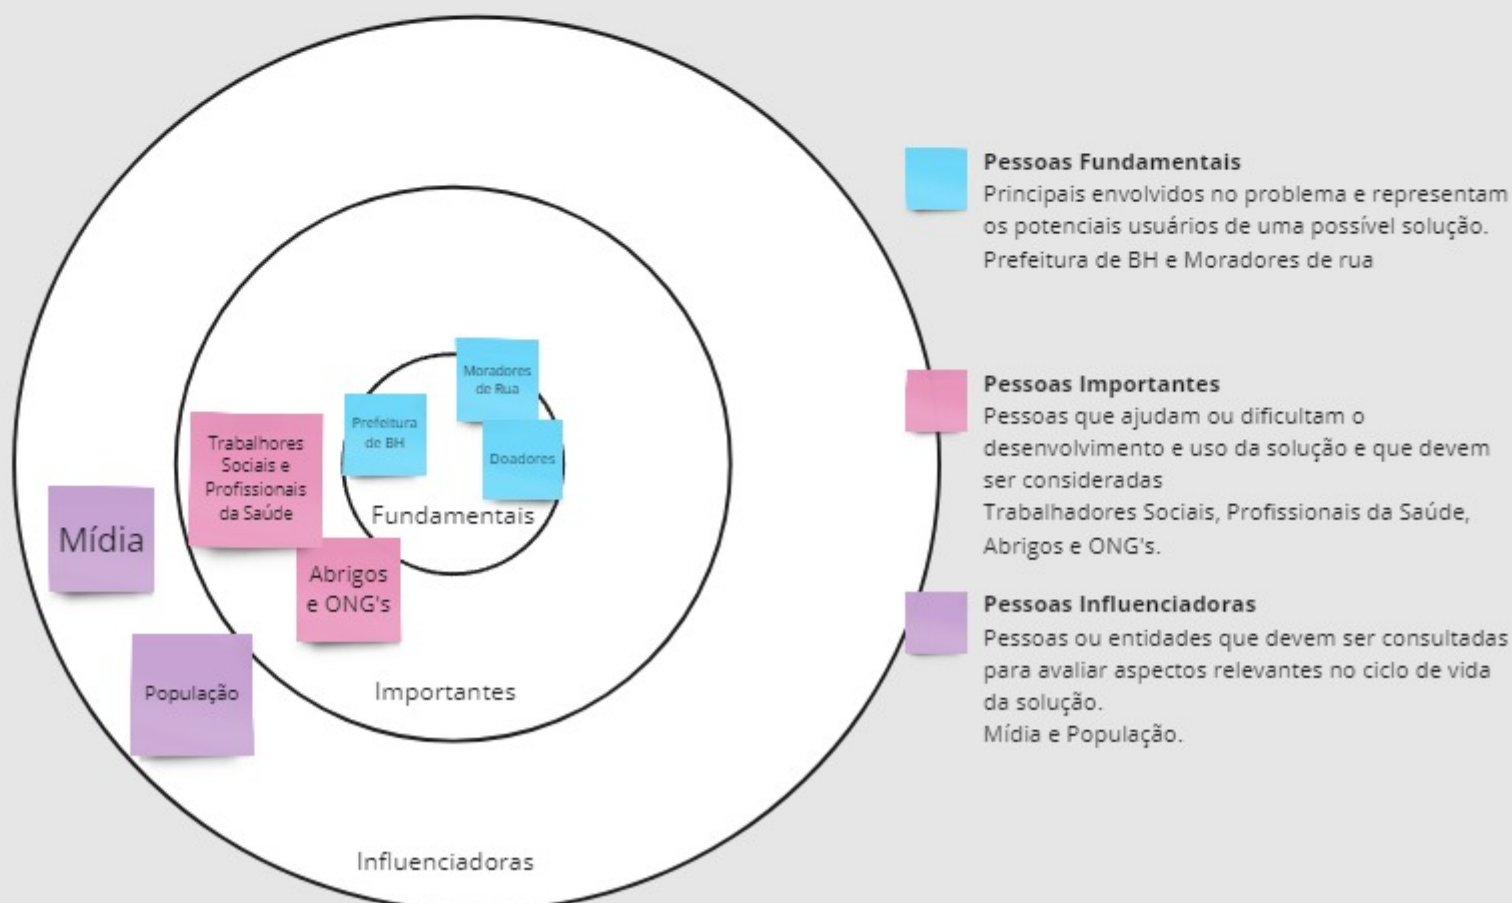 Moradores
de Rua
Prefeitura
de BH
Doadores
Fundamentais
Trabalhores
Sociais e
Profissionais
da Saúde
Abrigos
e ONG's
Importantes
Mídia
População
Influenciadoras
Pessoas Fundamentais
Principais envolvidos no problema e representam
os potenciais usuários de uma possível solução.
Prefeitura de BH e Moradores de rua
Pessoas Importantes
Pessoas que ajudam ou dificultam o
desenvolvimento e uso da solução e que devem
ser consideradas
Trabalhadores Sociais, Profissionais da Saúde,
Abrigos e ONG's.
Pessoas Influenciadoras
Pessoas ou entidades que devem ser consultadas
para avaliar aspectos relevantes no ciclo de vida
da solução.
Mídia e População.